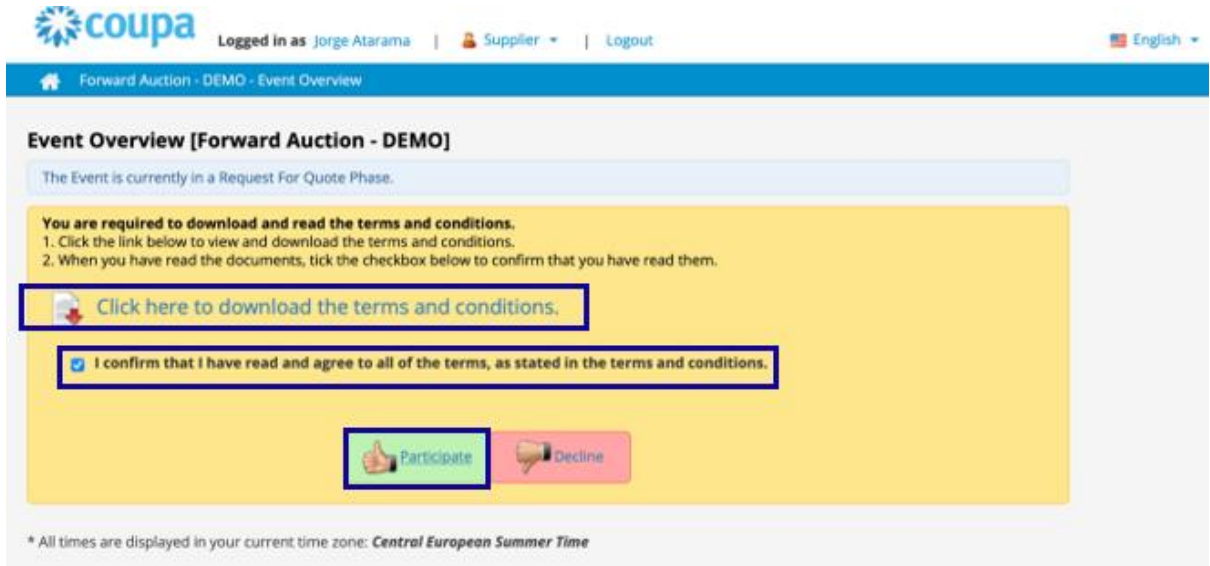 coupa
Logged in as Jorge Atarama | Supplier | Logout
English
Forward Auction - DEMO - Event Overview
Event Overview [Forward Auction - DEMO]
The Event is currently in a Request For Quote Phase.
You are required to download and read the terms and conditions.
1. Click the link below to view and download the terms and conditions.
2. When you have read the documents, tick the checkbox below to confirm that you have read them.
Click here to download the terms and conditions.
I confirm that I have read and agree to all of the terms, as stated in the terms and conditions.
Participate
Decline
* All times are displayed in your current time zone: Central European Summer Time